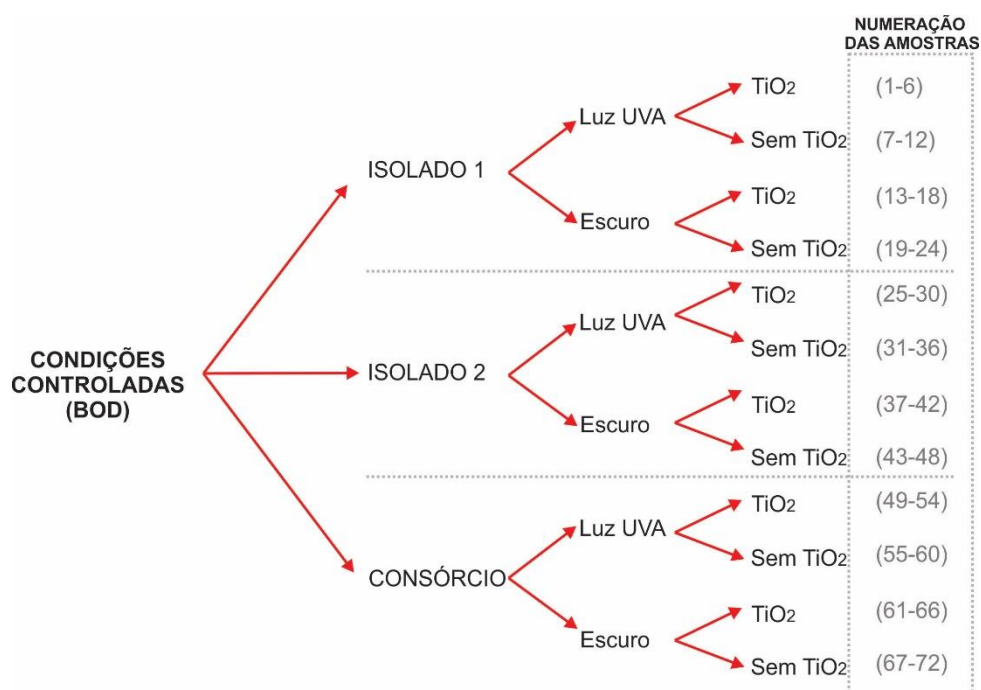 NUMERAÇÃO
DAS AMOSTRAS
TiO2 (1-6)
Luz UVA
Sem TiO2 (7-12)
ISOLADO 1
TiO2 (13-18)
Escuro
Sem TiO2 (19-24)
TiO2 (25-30)
Luz UVA
Sem TiO2 (31-36)
CONDIÇÕES
CONTROLADAS
(BOD)
ISOLADO 2
TiO2 (37-42)
Escuro
Sem TiO2 (43-48)
TiO2 (49-54)
Luz UVA
Sem TiO2 (55-60)
CONSÓRCIO
TiO2 (61-66)
Escuro
Sem TiO2 (67-72)